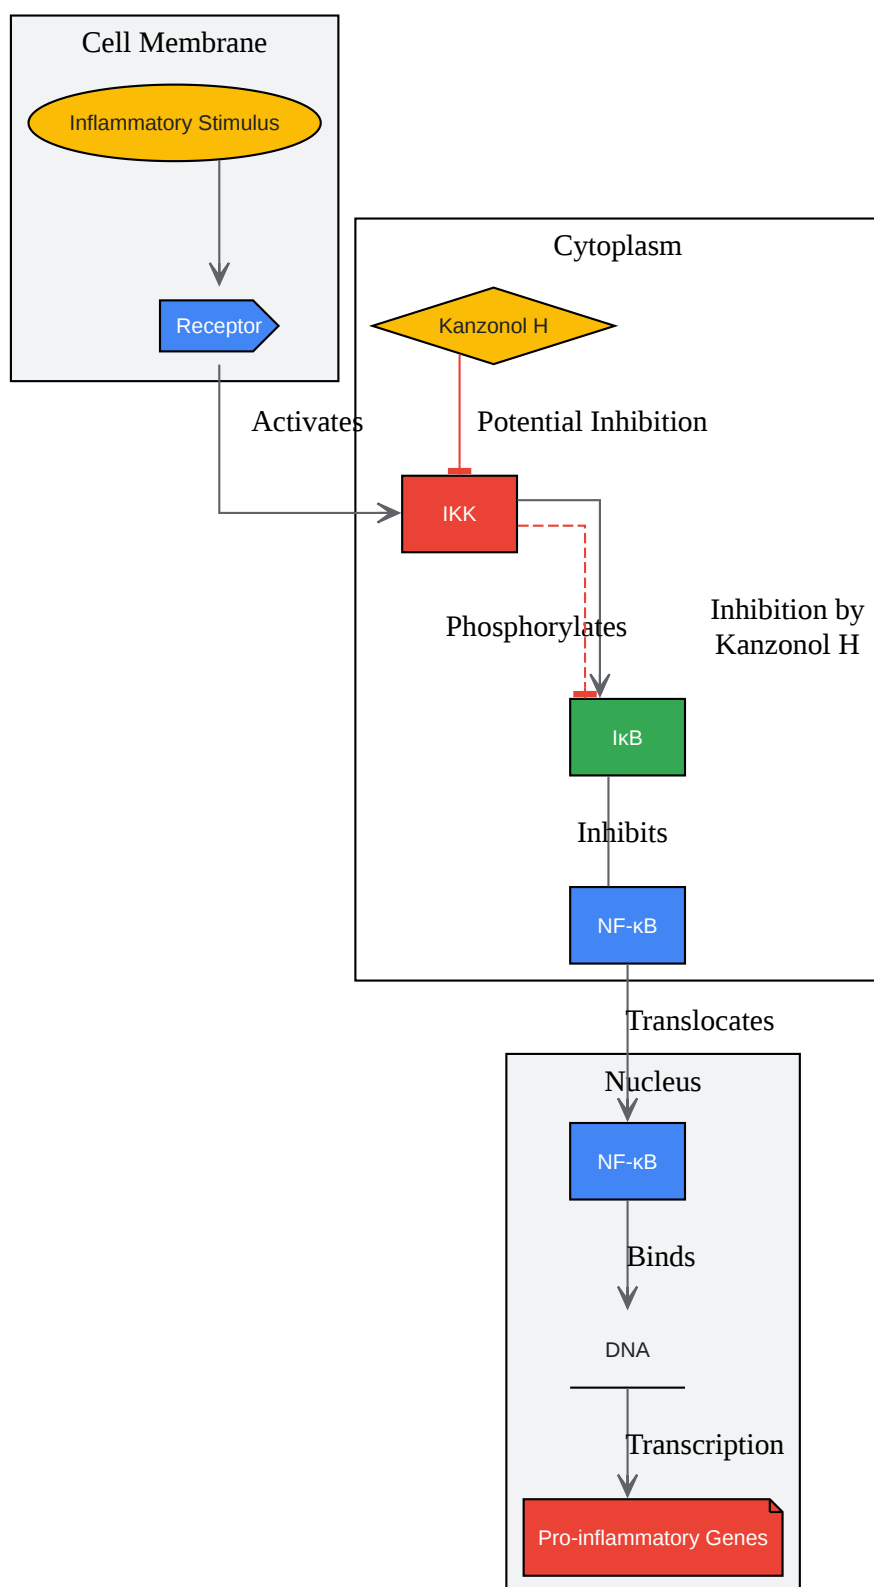 Cell Membrane
Inflammatory Stimulus
Receptor
Activates
Cytoplasm
Kanzonol H
Potential Inhibition
IKK
Phosphorylates
Inhibition by
Kanzonol H
IκB
Inhibits
NF-κB
Translocates
Nucleus
NF-κB
Binds
DNA
Transcription
Pro-inflammatory Genes